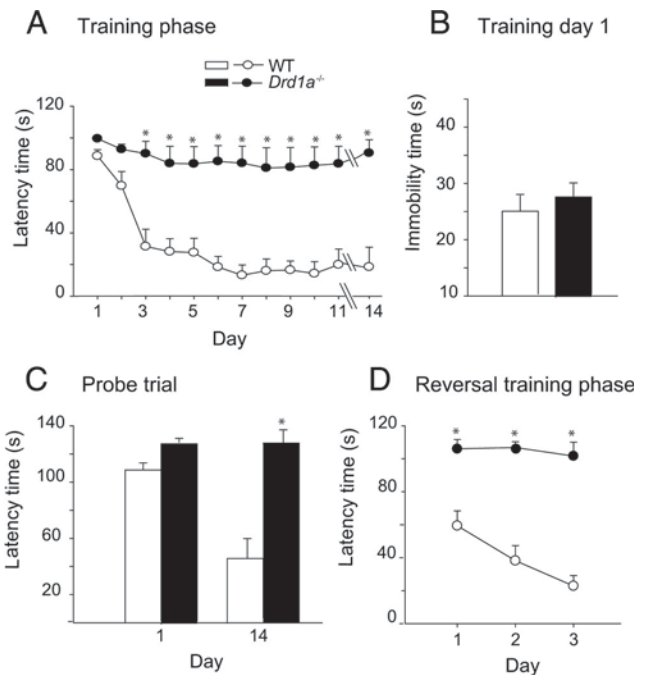 A Training phase
WT
Drd1a-/-
Latency time (s)
120
80
40
0
* * * * * * * * * *
1 3 5 7 9 11 14
Day
B Training day 1
Immobility time (s)
40
30
20
10
C Probe trial
Latency time (s)
140
100
60
20
*
1 14
Day
D Reversal training phase
Latency time (s)
120
80
40
0
* * *
1 2 3
Day